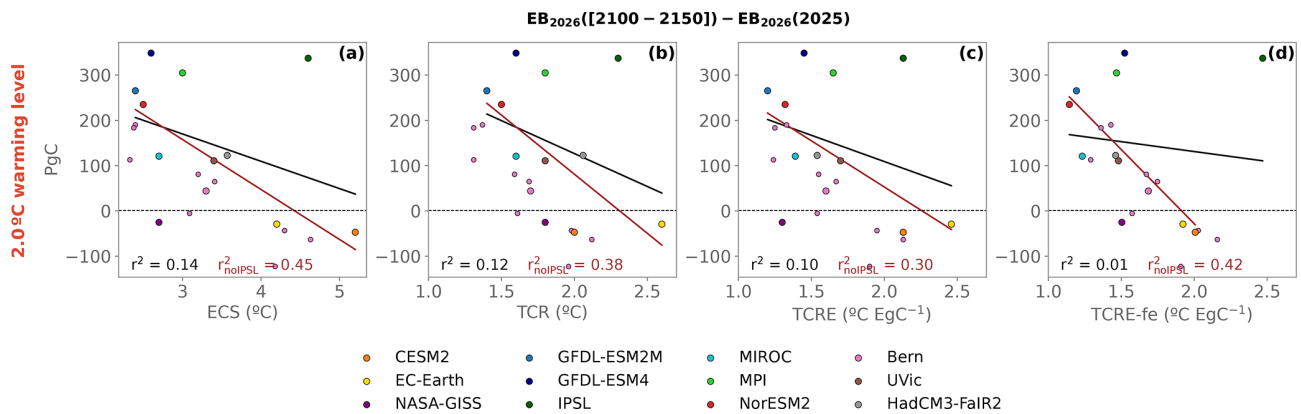 EB2026([2100 − 2150]) − EB2026(2025)
2.0ºC warming level
PgC
300
200
100
0
−100
(a)
r² = 0.14 r²noIPSL = 0.45
3 4 5
ECS (ºC)
(b)
r² = 0.12 r²noIPSL = 0.38
1.0 1.5 2.0 2.5
TCR (ºC)
(c)
r² = 0.10 r²noIPSL = 0.30
1.0 1.5 2.0 2.5
TCRE (ºC EgC⁻¹)
(d)
r² = 0.01 r²noIPSL = 0.42
1.0 1.5 2.0 2.5
TCRE-fe (ºC EgC⁻¹)
CESM2 GFDL-ESM2M MIROC Bern
EC-Earth GFDL-ESM4 MPI UVic
NASA-GISS IPSL NorESM2 HadCM3-FaIR2